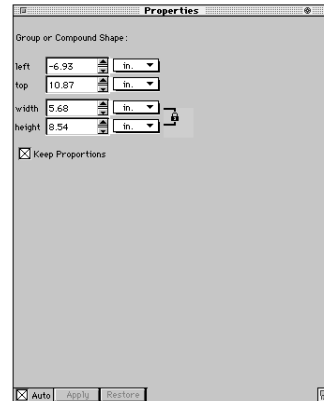 Properties
Group or Compound Shape:
left -6.93 in.
top 10.87 in.
width 5.68 in.
height 8.54 in.
Keep Proportions
Auto Apply Restore